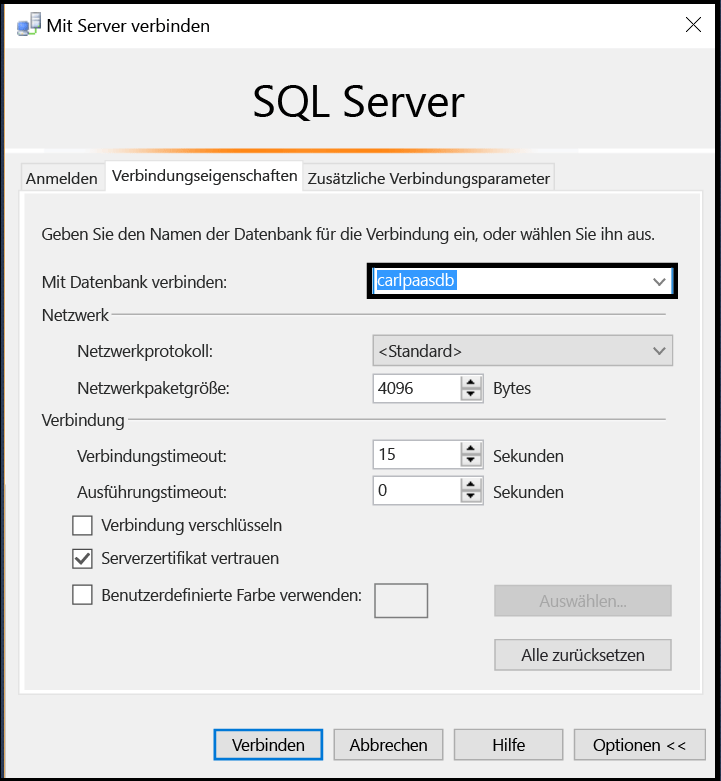 Mit Server verbinden
SQL Server
Anmelden Verbindungseigenschaften Zusätzliche Verbindungsparameter
Geben Sie den Namen der Datenbank für die Verbindung ein, oder wählen Sie ihn aus.
Mit Datenbank verbinden: carlpaasdb
Netzwerk
Netzwerkprotokoll: <Standard>
Netzwerkpaketgröße: 4096 Bytes
Verbindung
Verbindungstimeout: 15 Sekunden
Ausführungstimeout: 0 Sekunden
Verbindung verschlüsseln
Serverzertifikat vertrauen
Benutzerdefinierte Farbe verwenden: Auswählen...
Alle zurücksetzen
Verbinden Abbrechen Hilfe Optionen <<